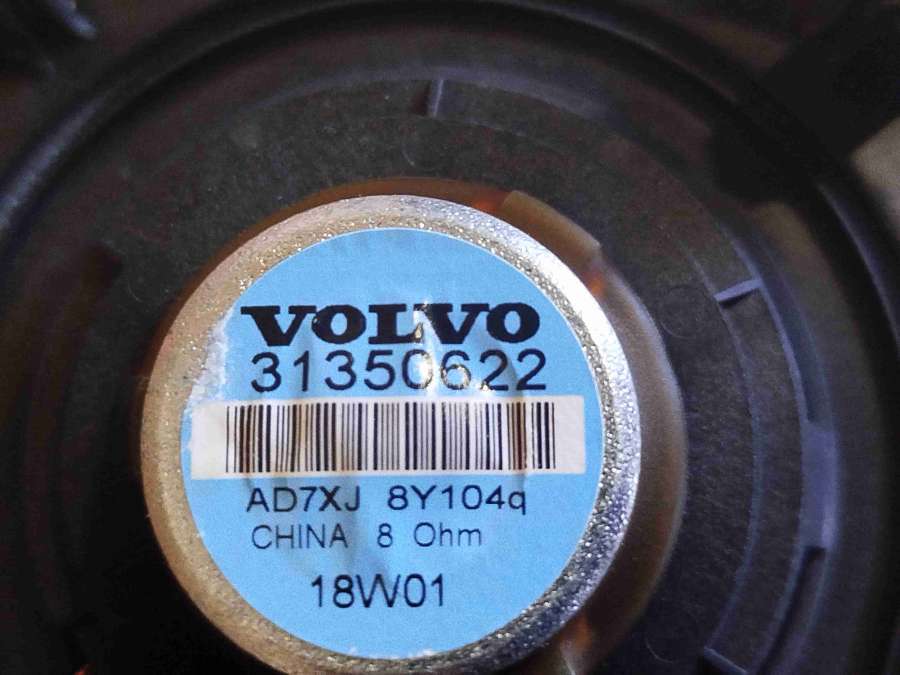 VOLVO
31350622
AD7XJ 8Y104q
CHINA 8 Ohm
18W01